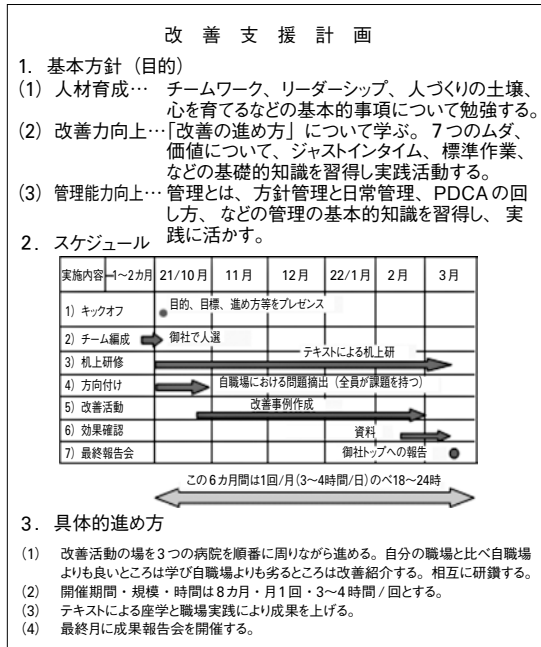 改善支援計画
1. 基本方針（目的）
(1) 人材育成… チームワーク、リーダーシップ、人づくりの土壌、
心を育てるなどの基本的事項について勉強する。
(2) 改善力向上…「改善の進め方」について学ぶ。７つのムダ、
価値について、ジャストインタイム、標準作業、
などの基礎的知識を習得し実践活動する。
(3) 管理能力向上… 管理とは、方針管理と日常管理、PDCAの回
し方、などの管理の基本的知識を習得し、実
践に活かす。
2. スケジュール
実施内容 -1～2カ月 21/10月 11月 12月 22/1月 2月 3月
1) キックオフ 目的、目標、進め方等をプレゼンス
2) チーム編成 御社で人選
3) 机上研修 テキストによる机上研
4) 方向付け 自職場における問題摘出（全員が課題を持つ）
5) 改善活動 改善事例作成
6) 効果確認 資料
7) 最終報告会 御社トップへの報告
この6カ月間は1回/月(3～4時間/日)のべ18～24時
3. 具体的進め方
(1) 改善活動の場を3つの病院を順番に周りながら進める。自分の職場と比べ自職場
よりも良いところは学び自職場よりも劣るところは改善紹介する。相互に研鑽する。
(2) 開催期間・規模・時間は8カ月・月1回・3～4時間/回とする。
(3) テキストによる座学と職場実践により成果を上げる。
(4) 最終月に成果報告会を開催する。